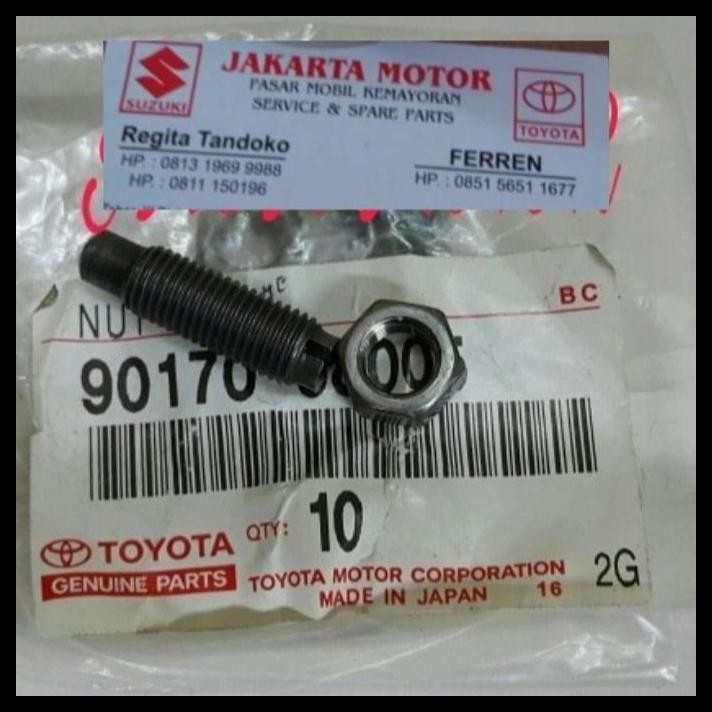 JAKARTA MOTOR
PASAR MOBIL KEMAYORAN
SERVICE & SPARE PARTS
SUZUKI
TOYOTA
Regita Tandoko
HP. : 0813 1969 9988
HP. : 0811 150196
FERREN
HP. : 0851 5651 1677
BC
NUT
90170
TOYOTA
GENUINE PARTS
QTY: 10
TOYOTA MOTOR CORPORATION
MADE IN JAPAN 16
2G